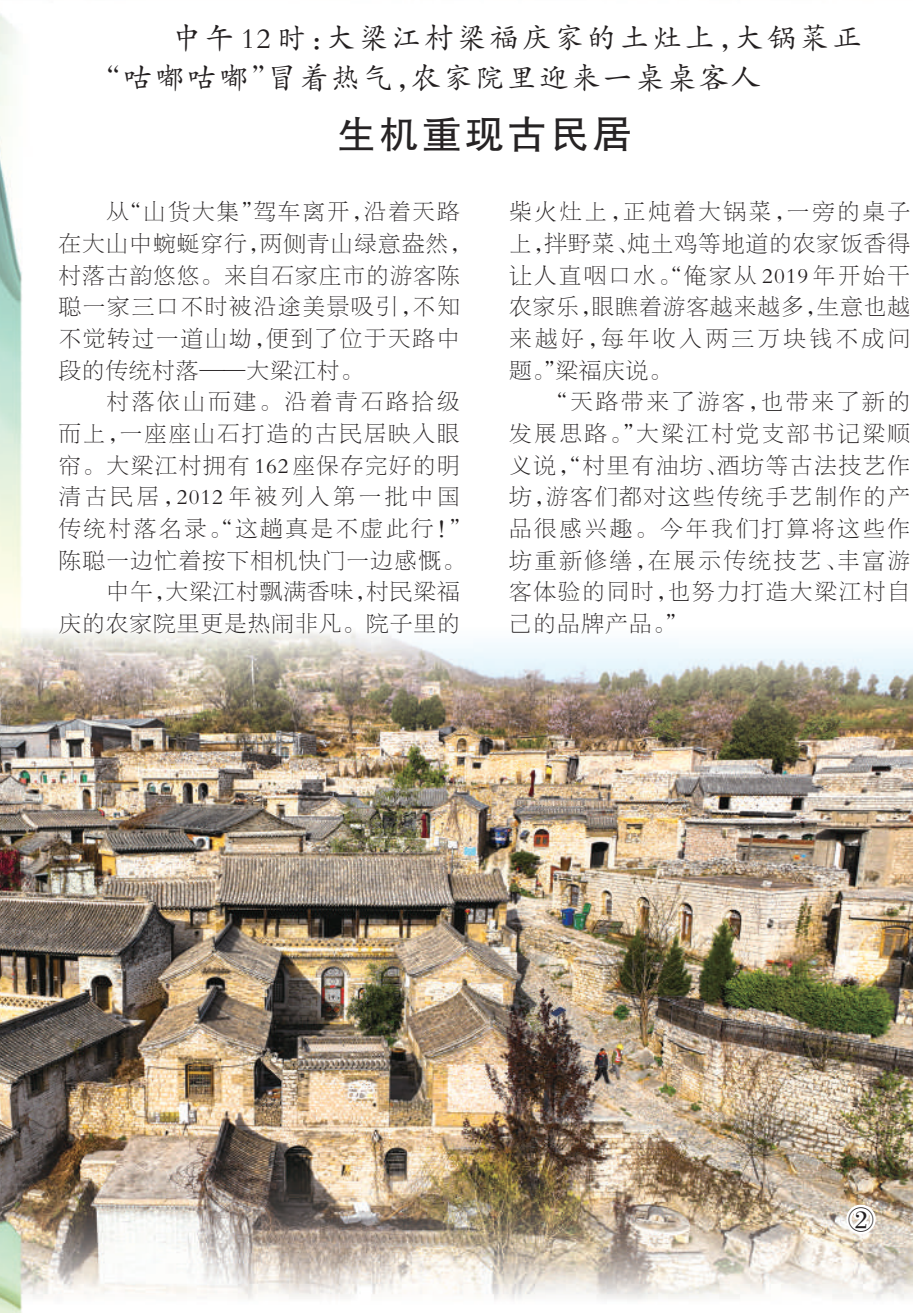 中午12时:大梁江村梁福庆家的土灶上,大锅菜正
“咕嘟咕嘟”冒着热气,农家院里迎来一桌桌客人
生机重现古民居
从“山货大集”驾车离开,沿着天路
在大山中蜿蜒穿行,两侧青山绿意盎然,
村落古韵悠悠。来自石家庄市的游客陈
聪一家三口不时被沿途美景吸引,不知
不觉转过一道山坳,便到了位于天路中
段的传统村落——大梁江村。
村落依山而建。沿着青石路拾级
而上,一座座山石打造的古民居映入眼
帘。大梁江村拥有162座保存完好的明
清古民居,2012年被列入第一批中国
传统村落名录。“这趟真是不虚此行!”
陈聪一边忙着按下相机快门一边感慨。
中午,大梁江村飘满香味,村民梁福
庆的农家院里更是热闹非凡。院子里的
柴火灶上,正炖着大锅菜,一旁的桌子
上,拌野菜、炖土鸡等地道的农家饭香得
让人直咽口水。“俺家从2019年开始干
农家乐,眼瞧着游客越来越多,生意也越
来越好,每年收入两三万块钱不成问
题。”梁福庆说。
“天路带来了游客,也带来了新的
发展思路。”大梁江村党支部书记梁顺
义说,“村里有油坊、酒坊等古法技艺作
坊,游客们都对这些传统手艺制作的产
品很感兴趣。今年我们打算将这些作
坊重新修缮,在展示传统技艺、丰富游
客体验的同时,也努力打造大梁江村自
己的品牌产品。”
②